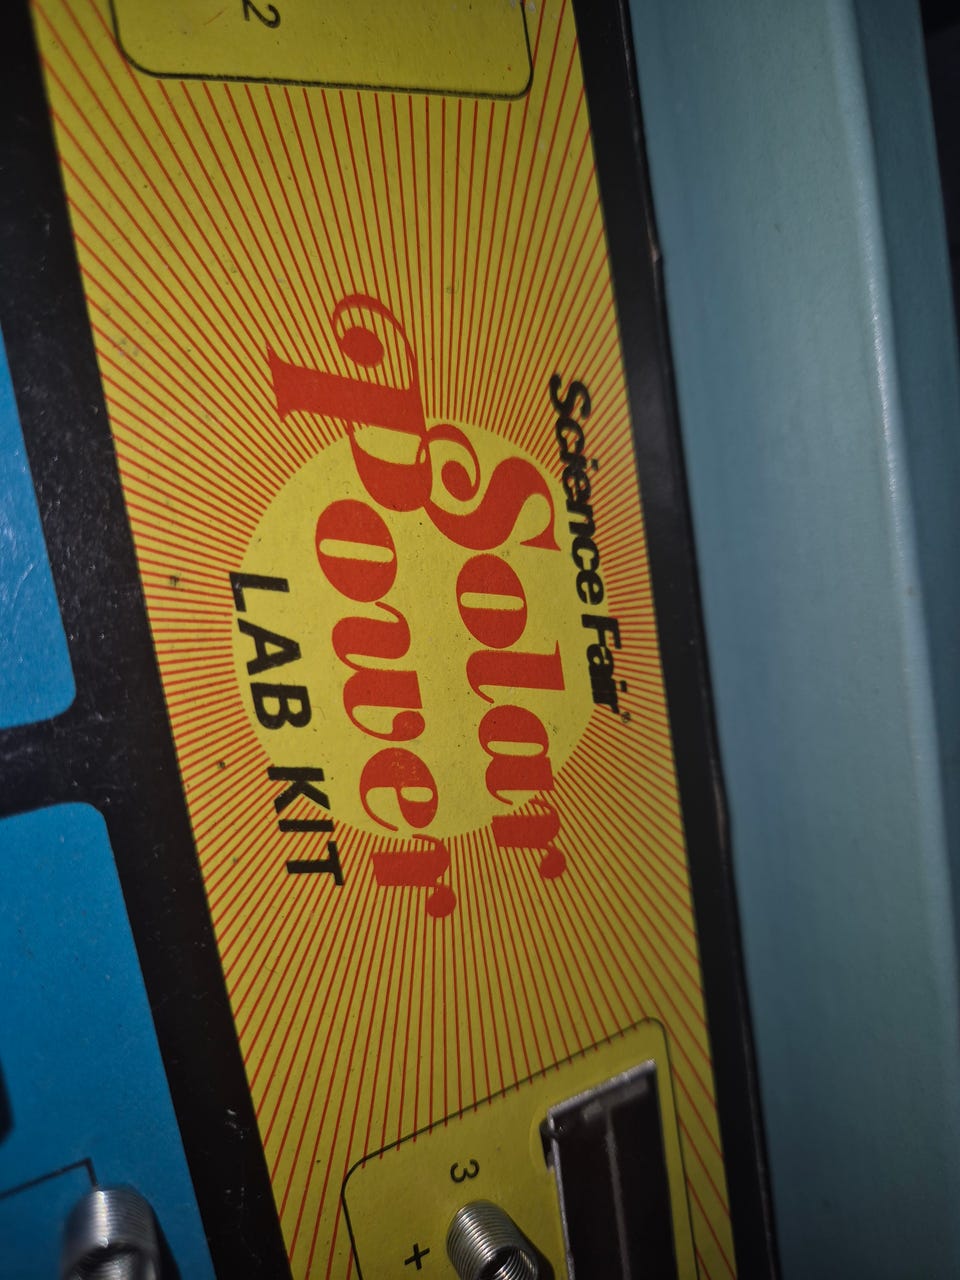 Science Fair®
Solar
Power
LAB KIT
2
3
+